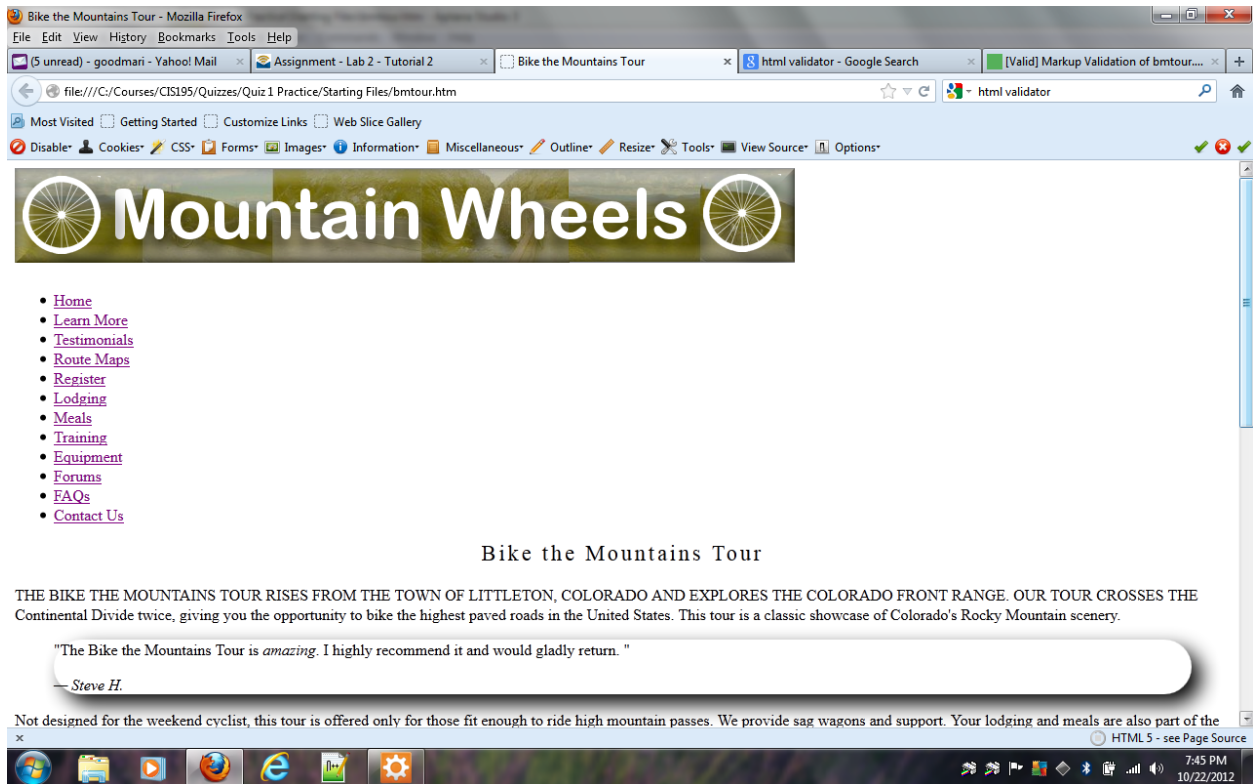 Bike the Mountains Tour - Mozilla Firefox
File Edit View History Bookmarks Tools Help
(5 unread) - goodmari - Yahoo! Mail × Assignment - Lab 2 - Tutorial 2 × Bike the Mountains Tour × html validator - Google Search × [Valid] Markup Validation of bmtour.... × +
file:///C:/Courses/CIS195/Quizzes/Quiz 1 Practice/Starting Files/bmtour.htm html validator
Most Visited Getting Started Customize Links Web Slice Gallery
Disable Cookies CSS Forms Images Information Miscellaneous Outline Resize Tools View Source Options
Mountain Wheels
Home
Learn More
Testimonials
Route Maps
Register
Lodging
Meals
Training
Equipment
Forums
FAQs
Contact Us
Bike the Mountains Tour
THE BIKE THE MOUNTAINS TOUR RISES FROM THE TOWN OF LITTLETON, COLORADO AND EXPLORES THE COLORADO FRONT RANGE. OUR TOUR CROSSES THE
Continental Divide twice, giving you the opportunity to bike the highest paved roads in the United States. This tour is a classic showcase of Colorado's Rocky Mountain scenery.
"The Bike the Mountains Tour is amazing. I highly recommend it and would gladly return. "
— Steve H.
Not designed for the weekend cyclist, this tour is offered only for those fit enough to ride high mountain passes. We provide sag wagons and support. Your lodging and meals are also part of the
× HTML 5 - see Page Source
7:45 PM
10/22/2012